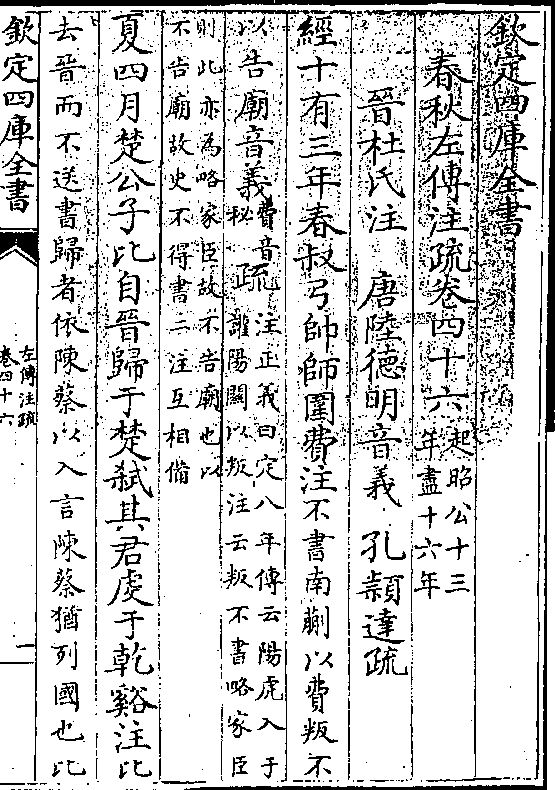 欽定四庫全書
春秋左傳注疏卷四十六起昭公十三
年盡十六年
晉杜氏注 唐陸德明音義 孔穎達疏
經十有三年春叔弓帥師圍費注不書南蒯以費叛不
以告廟音義費音
秘疏注正義曰定八年傳云陽虎入于
讙陽關以叛注云叛不書略家臣
則此亦為略家臣故不告廟也以
不告廟故史不得書二注互相備
夏四月楚公子比自晉歸于楚弑其君虔于乾谿注比
去晉而不送書歸者依陳蔡以入言陳蔡猶列國也比
欽定四庫全書
左傳注疏
卷四十六
一